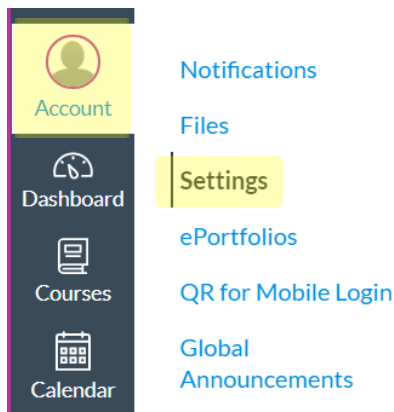 Account
Dashboard
Courses
Calendar
Notifications
Files
Settings
ePortfolios
QR for Mobile Login
Global
Announcements